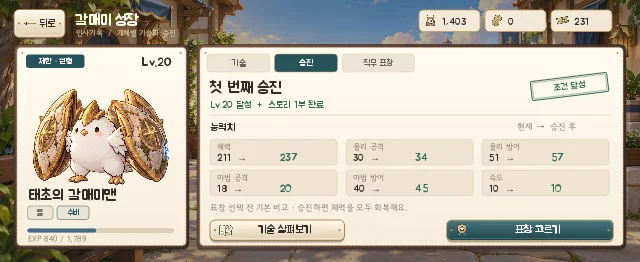 ← 뒤로
갈매미 성장
인사기록 / 개체별 기술과 승진
1,403
0
231
재판 · 변형
Lv.20
태초의 갈매미맨
수비
EXP 840 / 1,789
기술
승진
직무 표창
첫 번째 승진
Lv.20 달성 + 스토리 1부 완료
조건 달성
능력치
현재 → 승진 후
체력
211 → 237
물리 공격
30 → 34
물리 방어
51 → 57
마법 공격
18 → 20
마법 방어
40 → 45
속도
10 → 10
표창 선택 전 기본 비교 · 승진하면 체력을 모두 회복해요.
기술 살펴보기
표창 고르기